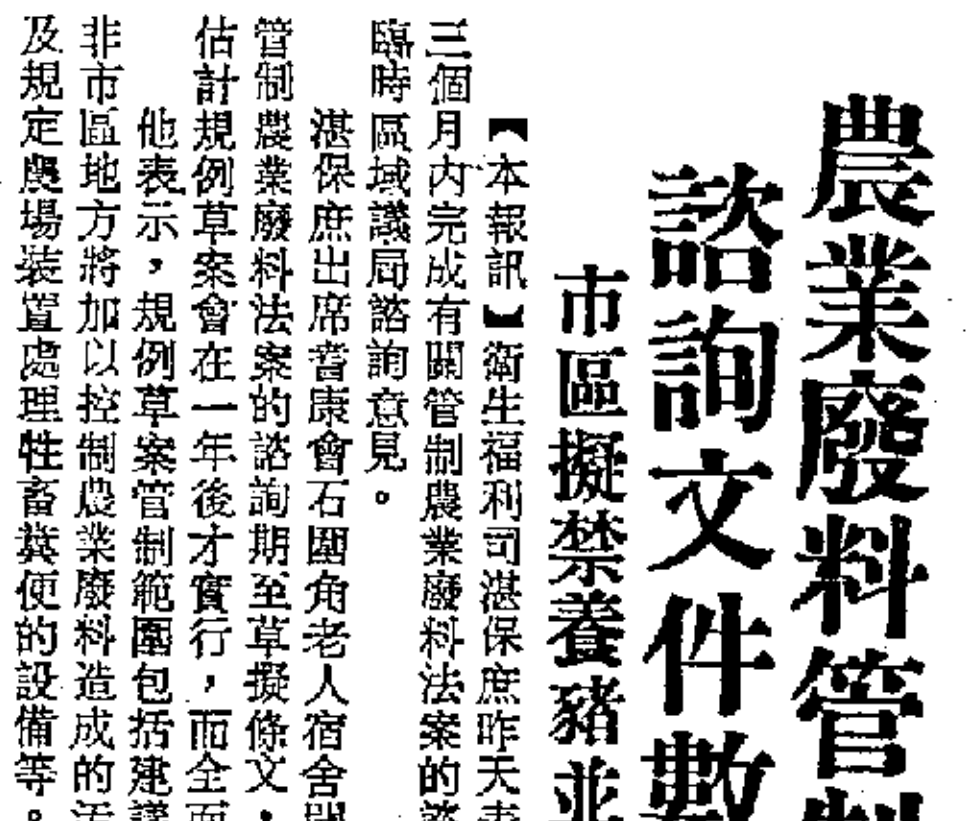 農業廢料管制
諮詢文件數
市區擬禁養豬並
【本報訊】衛生福利司湛保庶昨天表
三個月內完成有關管制農業廢料法案的諮
臨時區域議局諮詢意見。
湛保庶出席耆康會石圍角老人宿舍開
管制農業廢料法案的諮詢期至草擬條文，
估計規例草案會在一年後才實行，而全面
他表示，規例草案管制範圍包括建議
非市區地方將加以控制農業廢料造成的污
及規定農場裝置處理牲畜糞便的設備等。